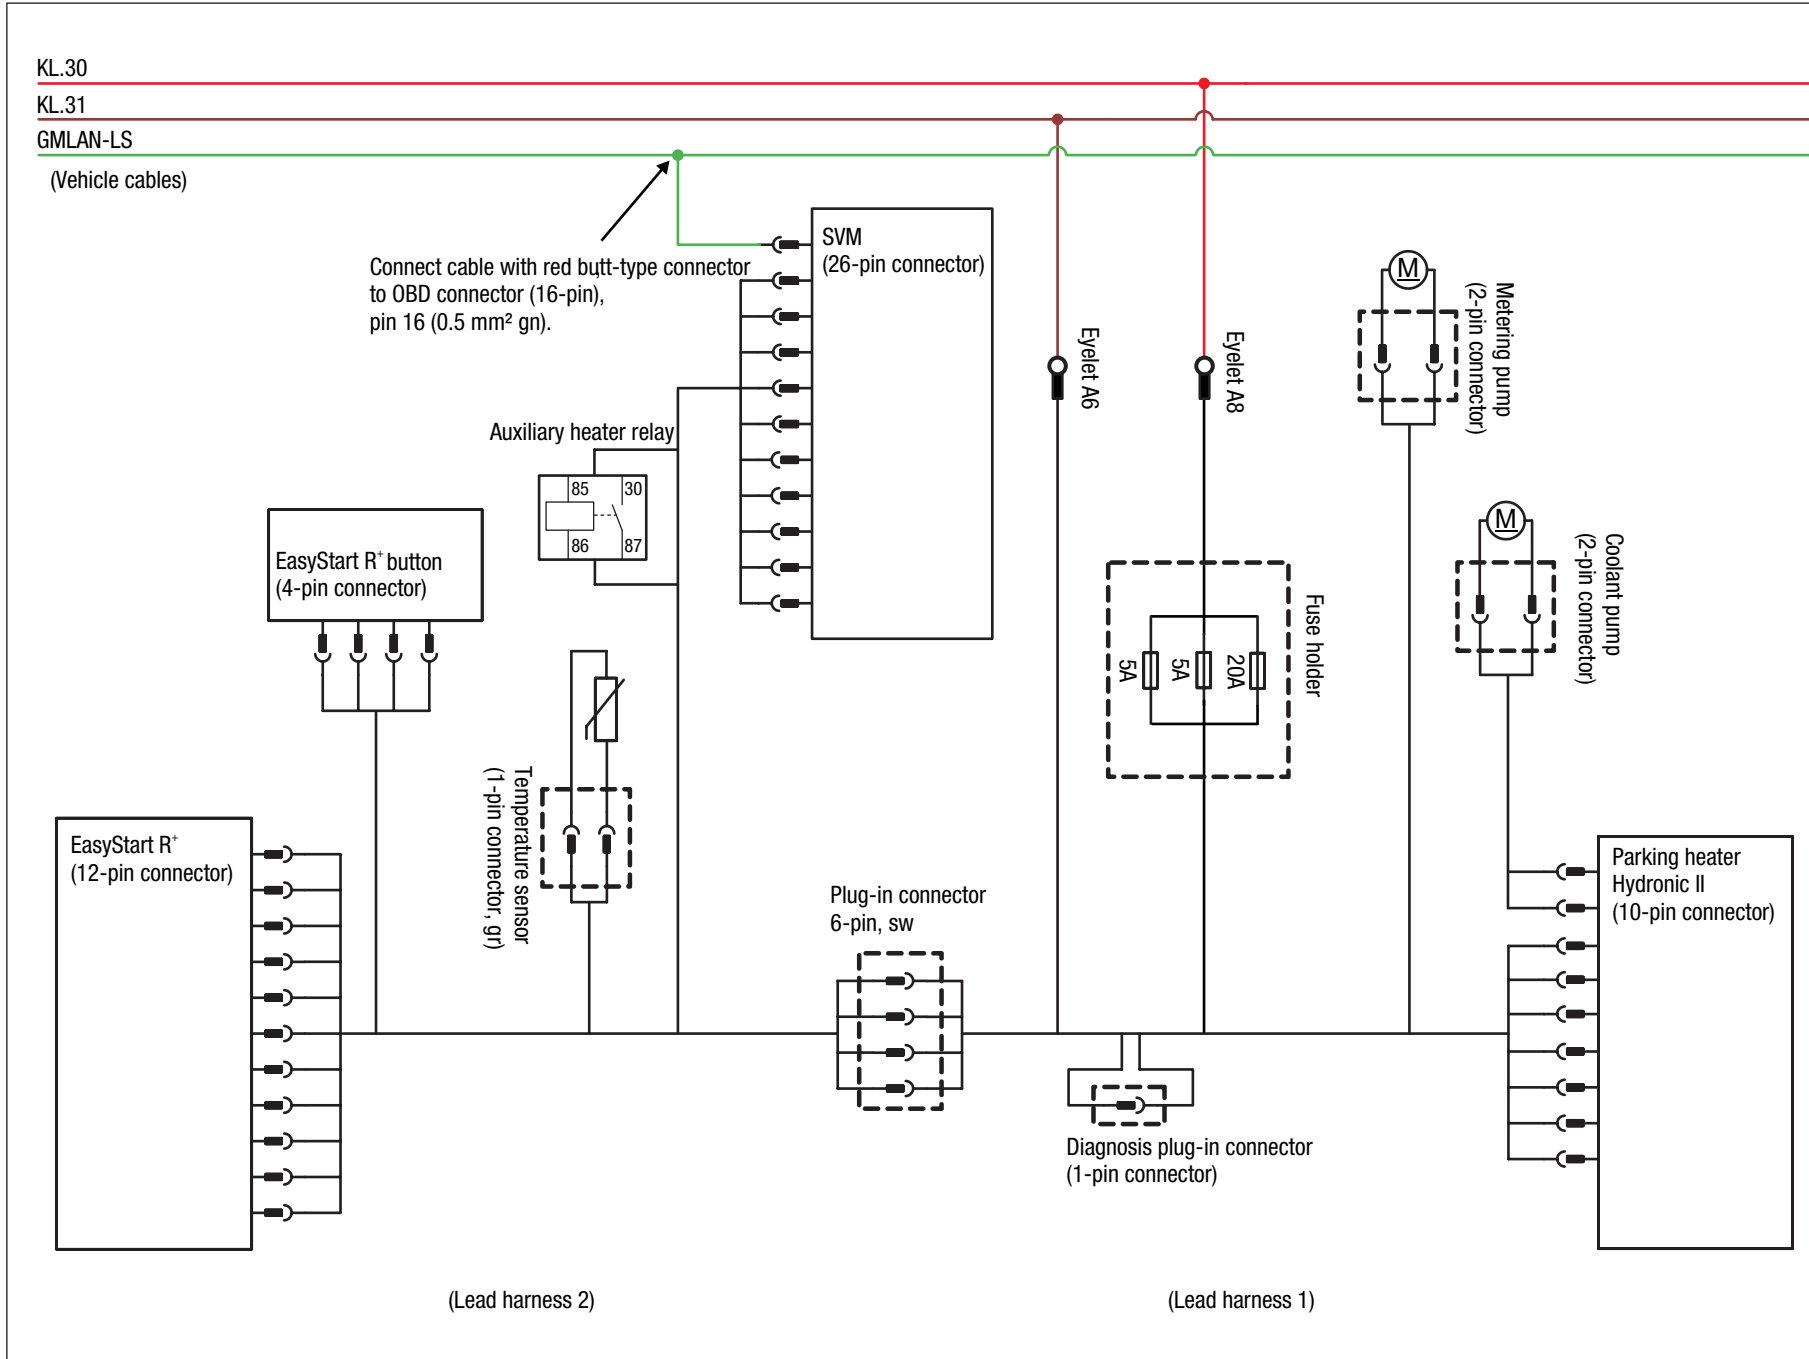 KL.30
KL.31
GMLAN-LS
(Vehicle cables)
Connect cable with red butt-type connector
to OBD connector (16-pin),
pin 16 (0.5 mm² gn).
SVM
(26-pin connector)
Auxiliary heater relay
85
30
86
87
EasyStart R⁺ button
(4-pin connector)
Temperature sensor
(1-pin connector, gr)
EasyStart R⁺
(12-pin connector)
Plug-in connector
6-pin, sw
Eyelet A6
Eyelet A8
Fuse holder
5A
5A
20A
M
Metering pump
(2-pin connector)
M
Coolant pump
(2-pin connector)
Parking heater
Hydronic II
(10-pin connector)
Diagnosis plug-in connector
(1-pin connector)
(Lead harness 2)
(Lead harness 1)